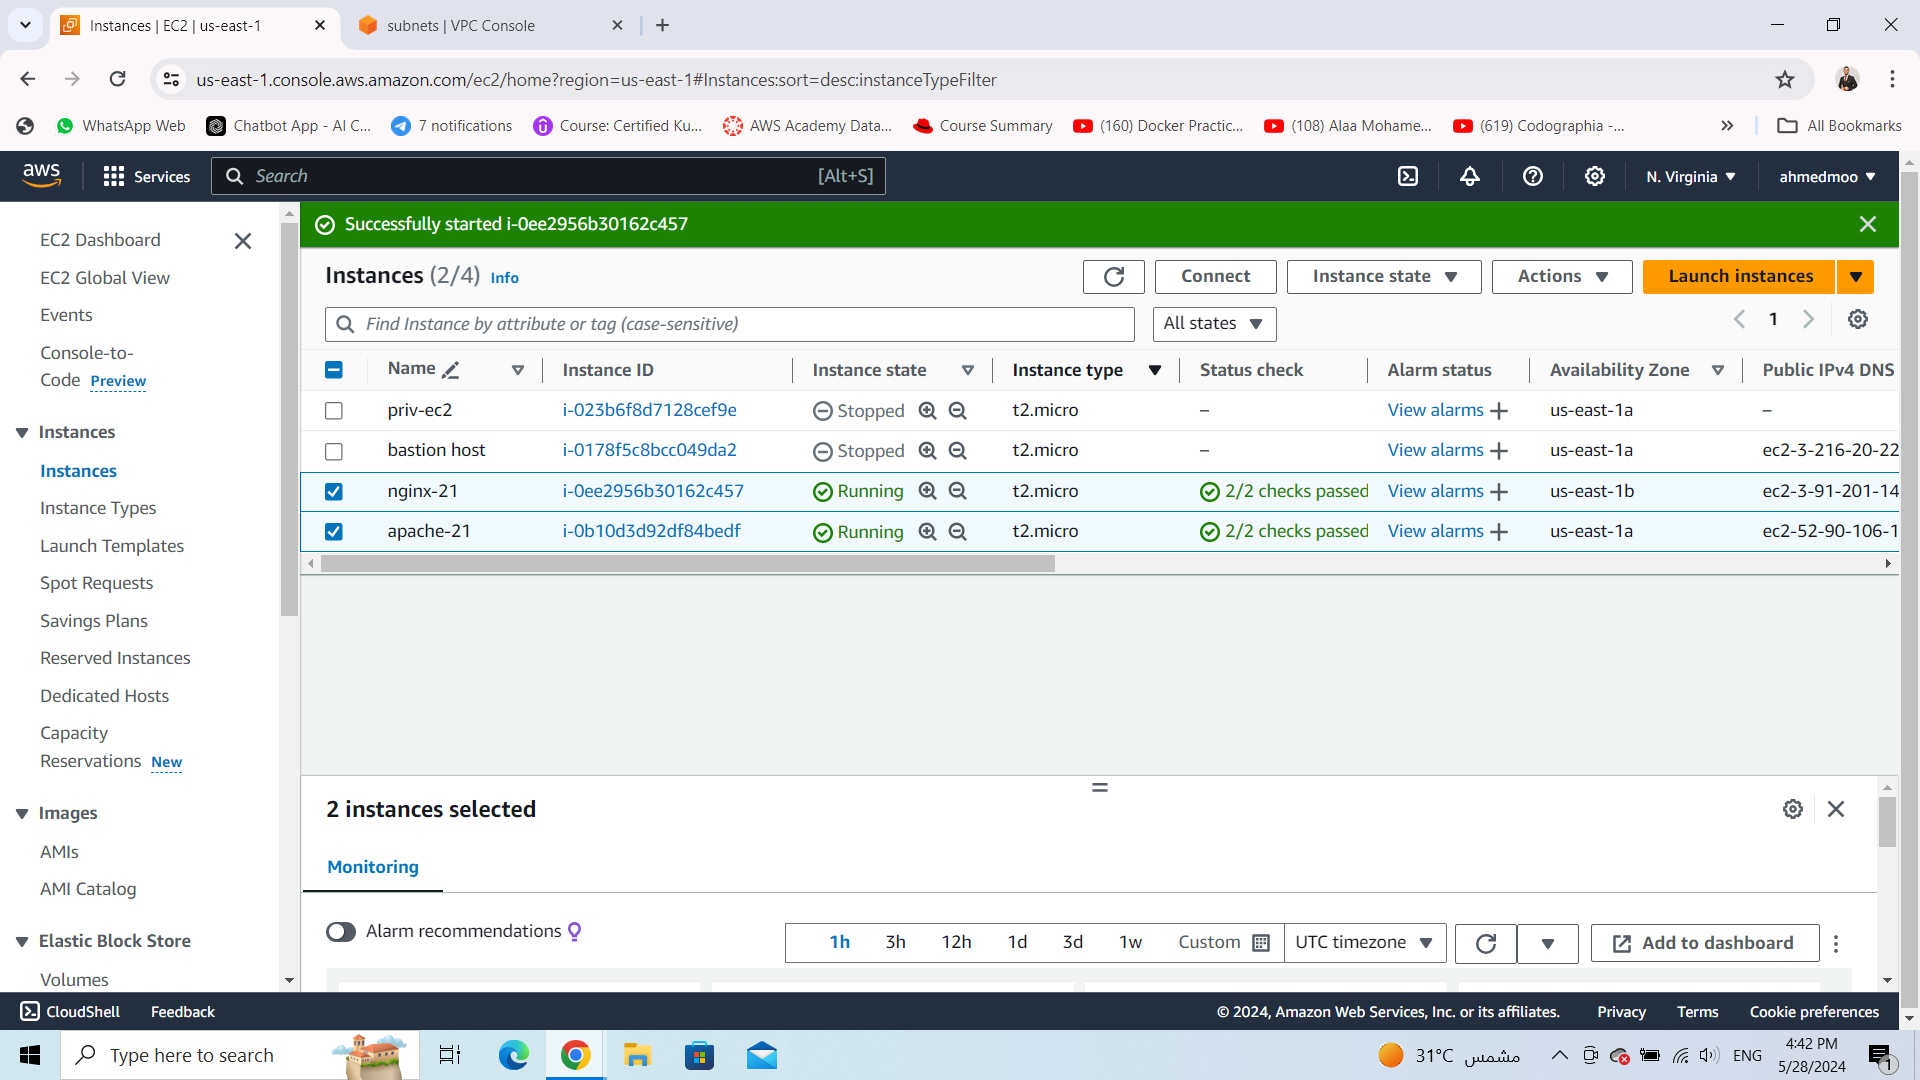 Instances | EC2 | us-east-1
subnets | VPC Console
us-east-1.console.aws.amazon.com/ec2/home?region=us-east-1#Instances:sort=desc:instanceTypeFilter
WhatsApp Web
Chatbot App - AI C...
7 notifications
Course: Certified Ku...
AWS Academy Data...
Course Summary
(160) Docker Practic...
(108) Alaa Mohame...
(619) Codographia -...
All Bookmarks
aws
Services
Search
[Alt+S]
N. Virginia
ahmedmoo
EC2 Dashboard
EC2 Global View
Events
Console-to-
Code Preview
Instances
Instances
Instance Types
Launch Templates
Spot Requests
Savings Plans
Reserved Instances
Dedicated Hosts
Capacity
Reservations New
Images
AMIs
AMI Catalog
Elastic Block Store
Volumes
Successfully started i-0ee2956b30162c457
Instances (2/4) Info
Connect
Instance state
Actions
Launch instances
Find Instance by attribute or tag (case-sensitive)
All states
1
Name Instance ID Instance state Instance type Status check Alarm status Availability Zone Public IPv4 DNS
priv-ec2 i-023b6f8d7128cef9e Stopped t2.micro – View alarms us-east-1a –
bastion host i-0178f5c8bcc049da2 Stopped t2.micro – View alarms us-east-1a ec2-3-216-20-22
nginx-21 i-0ee2956b30162c457 Running t2.micro 2/2 checks passed View alarms us-east-1b ec2-3-91-201-14
apache-21 i-0b10d3d92df84bedf Running t2.micro 2/2 checks passed View alarms us-east-1a ec2-52-90-106-1
2 instances selected
Monitoring
Alarm recommendations
1h 3h 12h 1d 3d 1w Custom UTC timezone
Add to dashboard
CloudShell Feedback
© 2024, Amazon Web Services, Inc. or its affiliates. Privacy Terms Cookie preferences
Type here to search
31°C مشمس
ENG
4:42 PM
5/28/2024
1